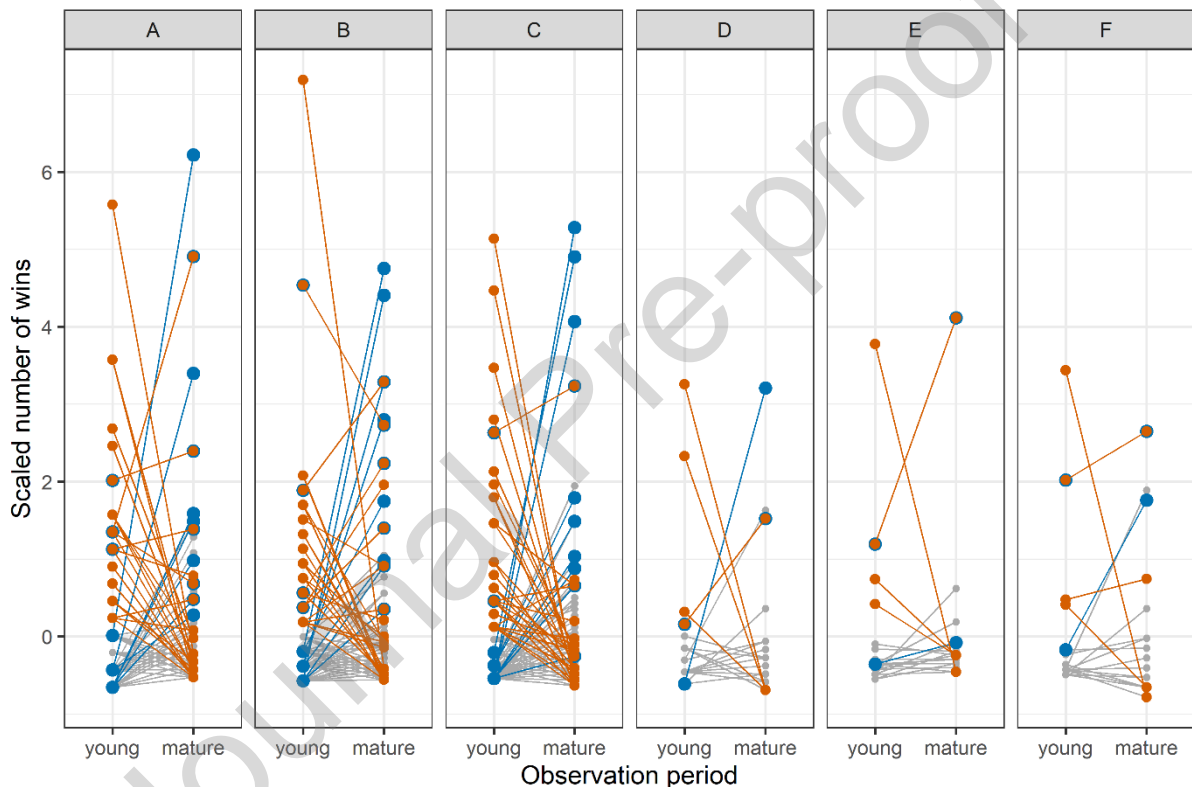 A B C D E F
Scaled number of wins
6
4
2
0
young mature young mature young mature young mature young mature young mature
Observation period
Journal Pre-proof